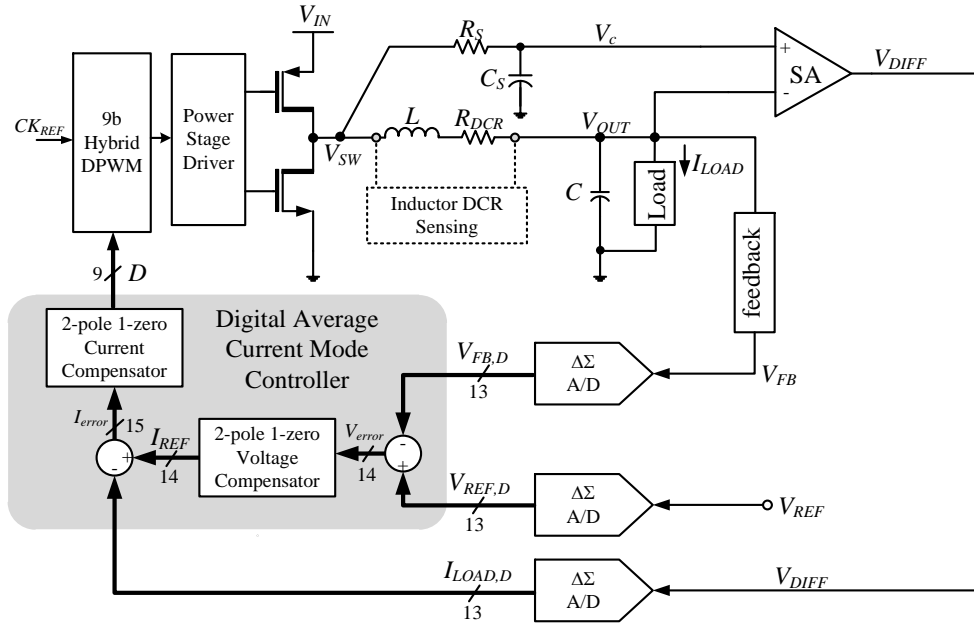 V_IN
R_S
V_c
C_S
+
SA
-
V_DIFF
CK_REF
9b
Hybrid
DPWM
Power
Stage
Driver
V_SW
L
R_DCR
V_OUT
I_LOAD
Inductor DCR
Sensing
C
Load
feedback
9
D
2-pole 1-zero
Current
Compensator
Digital Average
Current Mode
Controller
V_FB,D
13
ΔΣ
A/D
V_FB
I_error
15
+
-
I_REF
14
2-pole 1-zero
Voltage
Compensator
V_error
14
-
+
V_REF,D
13
ΔΣ
A/D
V_REF
I_LOAD,D
13
ΔΣ
A/D
V_DIFF